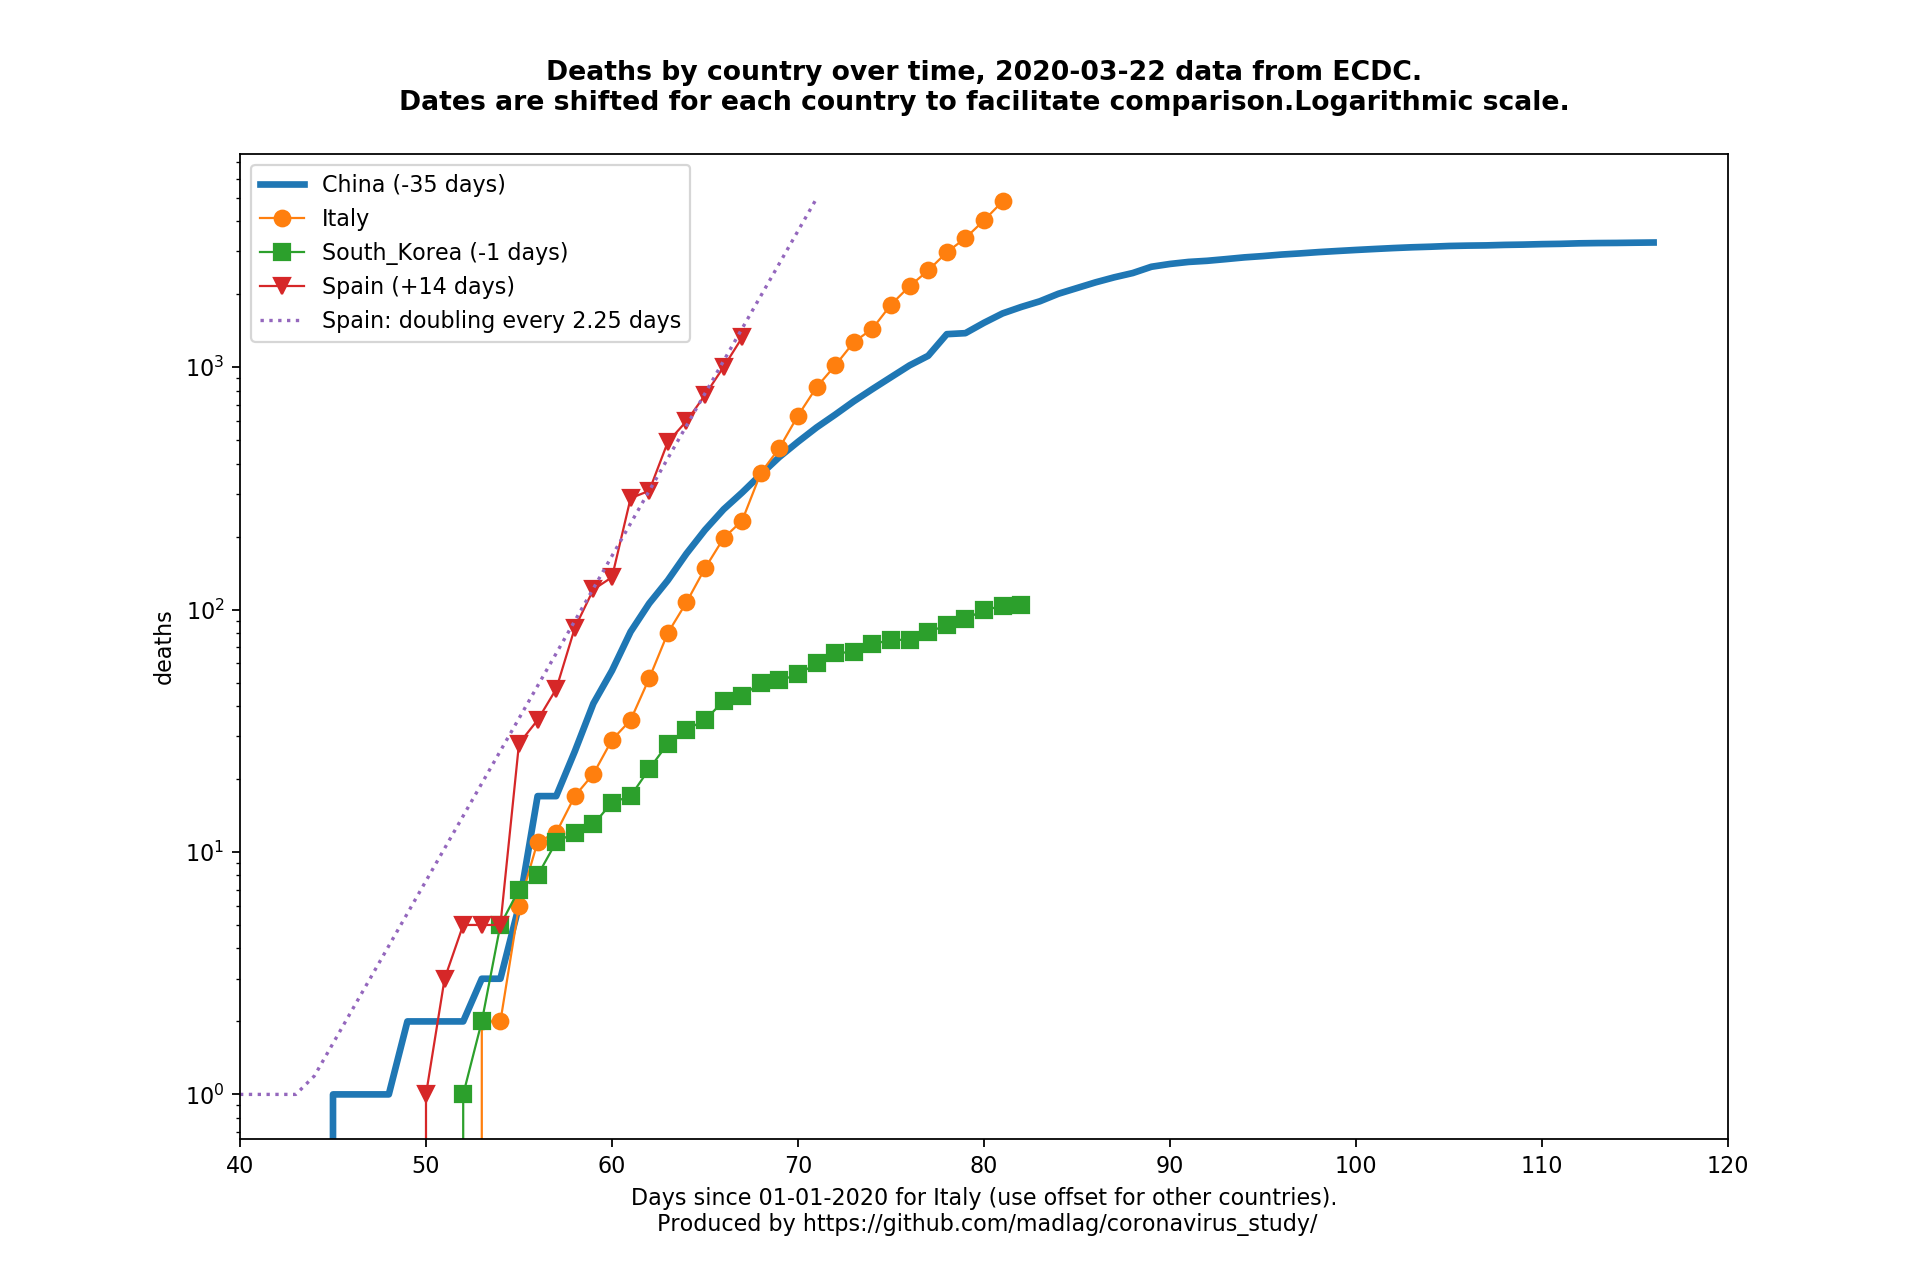 Deaths by country over time, 2020-03-22 data from ECDC.
Dates are shifted for each country to facilitate comparison.Logarithmic scale.
China (-35 days)
Italy
South_Korea (-1 days)
Spain (+14 days)
Spain: doubling every 2.25 days
10³
10²
10¹
10⁰
deaths
40 50 60 70 80 90 100 110 120
Days since 01-01-2020 for Italy (use offset for other countries).
Produced by https://github.com/madlag/coronavirus_study/